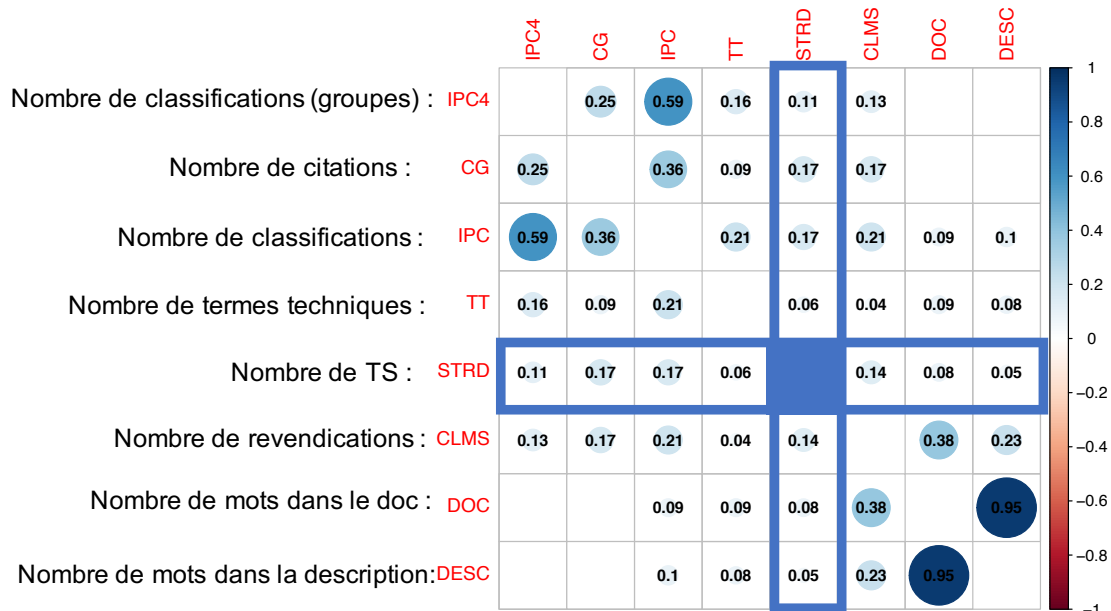 IPC4 CG IPC TT STRD CLMS DOC DESC
Nombre de classifications (groupes) : IPC4 0.25 0.59 0.16 0.11 0.13
Nombre de citations : CG 0.25 0.36 0.09 0.17 0.17
Nombre de classifications : IPC 0.59 0.36 0.21 0.17 0.21 0.09 0.1
Nombre de termes techniques : TT 0.16 0.09 0.21 0.06 0.04 0.09 0.08
Nombre de TS : STRD 0.11 0.17 0.17 0.06 0.14 0.08 0.05
Nombre de revendications : CLMS 0.13 0.17 0.21 0.04 0.14 0.38 0.23
Nombre de mots dans le doc : DOC 0.09 0.09 0.08 0.38 0.95
Nombre de mots dans la description: DESC 0.1 0.08 0.05 0.23 0.95
1
0.8
0.6
0.4
0.2
0
−0.2
−0.4
−0.6
−0.8
−1